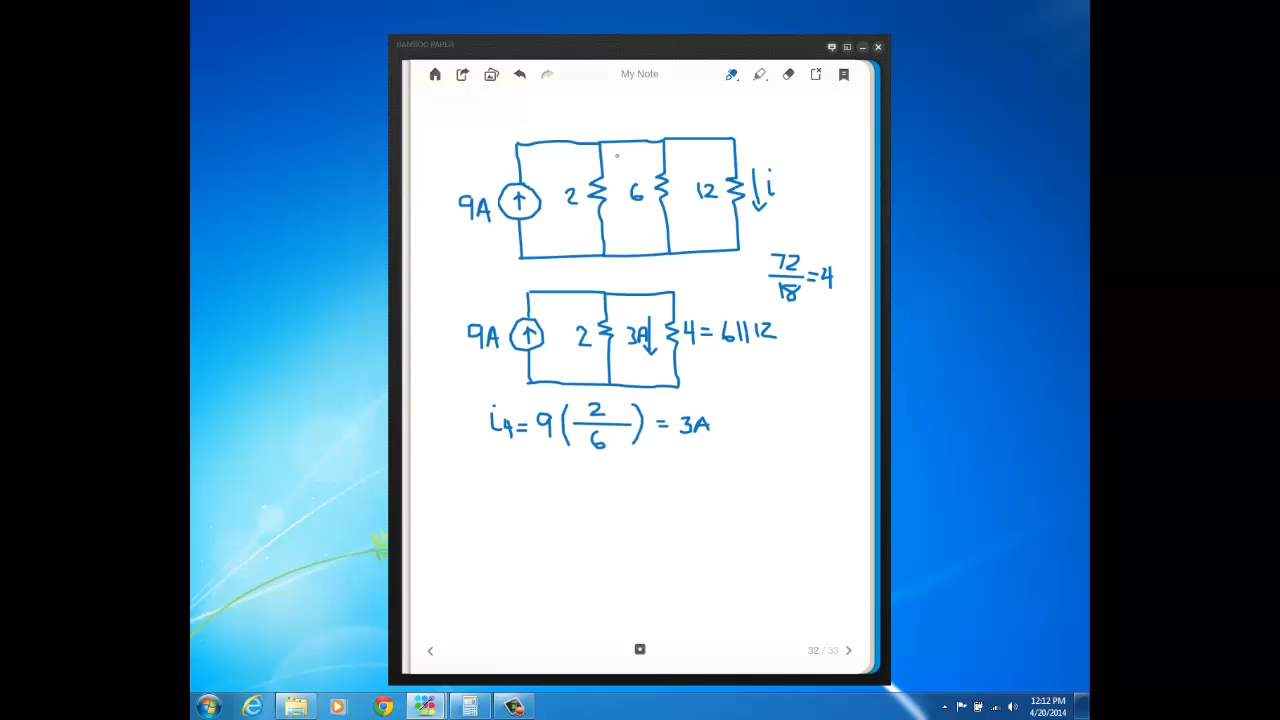 BAMBOO PAPER
My Note
9A 2 6 12 i
72
18 = 4
9A 2 3A 4 = 6 || 12
i4 = 9 ( 2 / 6 ) = 3A
32 / 33
12:12 PM
4/20/2014